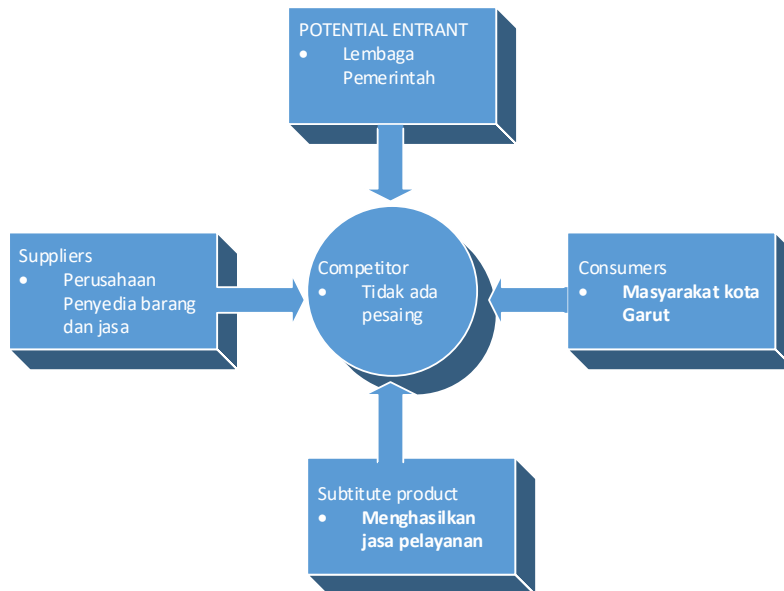 POTENTIAL ENTRANT
• Lembaga
Pemerintah
Suppliers
• Perusahaan
Penyedia barang
dan jasa
Competitor
• Tidak ada
pesaing
Consumers
• Masyarakat kota
Garut
Subtitute product
• Menghasilkan
jasa pelayanan